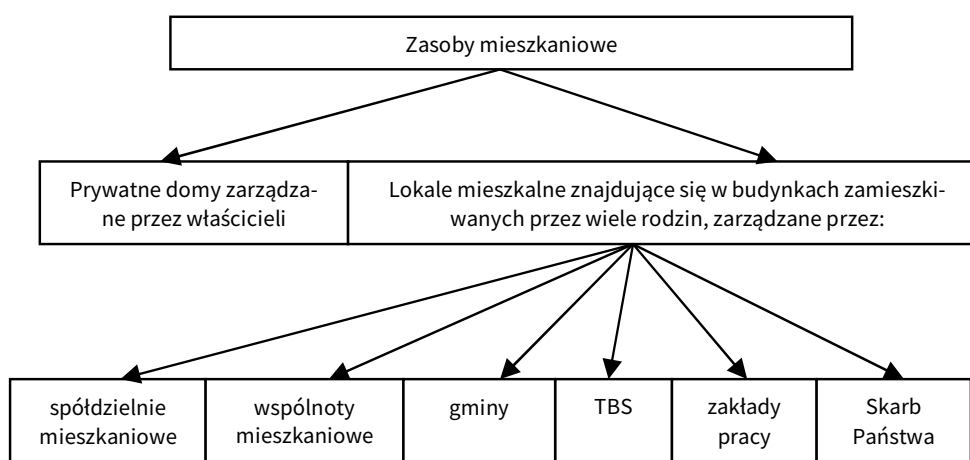 Zasoby mieszkaniowe
Prywatne domy zarządza-
ne przez właścicieli
Lokale mieszkalne znajdujące się w budynkach zamieszki-
wanych przez wiele rodzin, zarządzane przez:
spółdzielnie
mieszkaniowe
wspólnoty
mieszkaniowe
gminy
TBS
zakłady
pracy
Skarb
Państwa